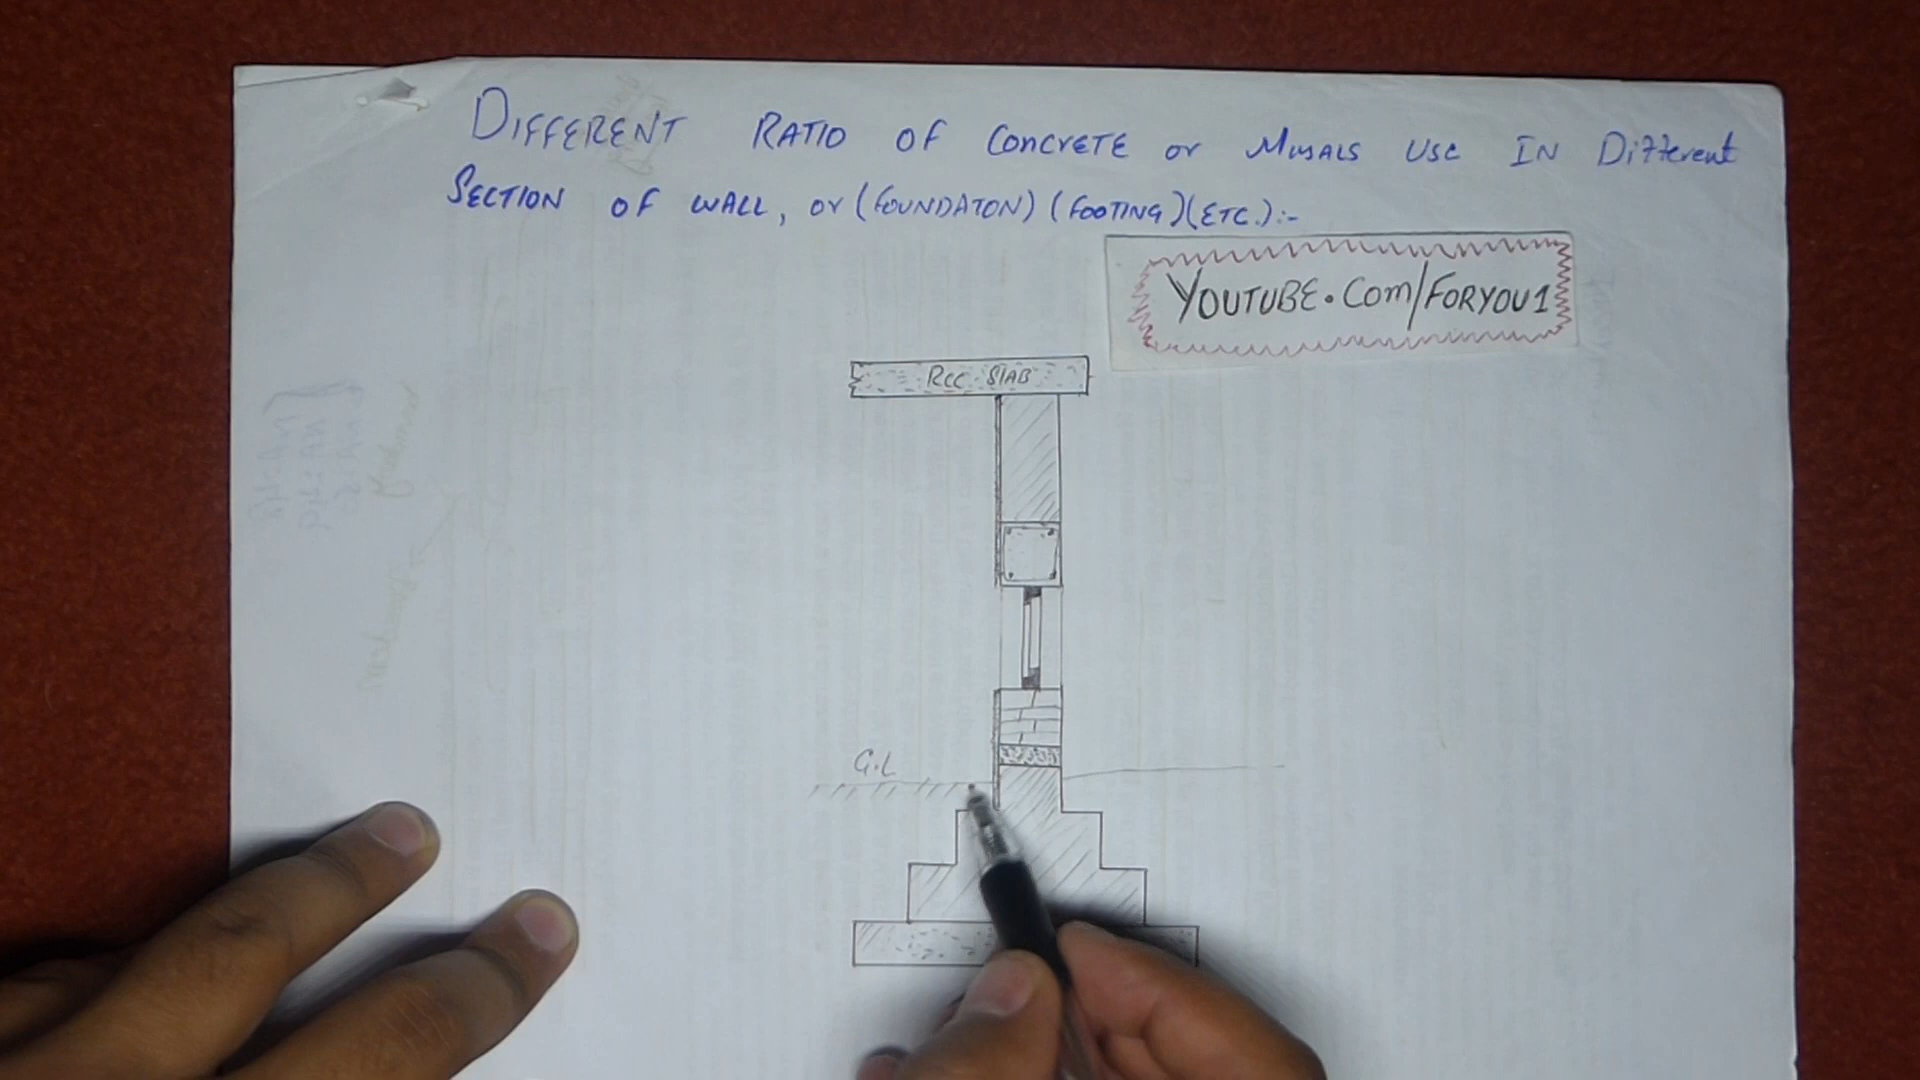 DIFFERENT RATIO OF CONCRETE or MUSALS USE IN Different
SECTION OF WALL, or (FOUNDATON) (FOOTING)(ETC.):-
YOUTUBE.Com/FORYOU1
RCC SLAB
G.L